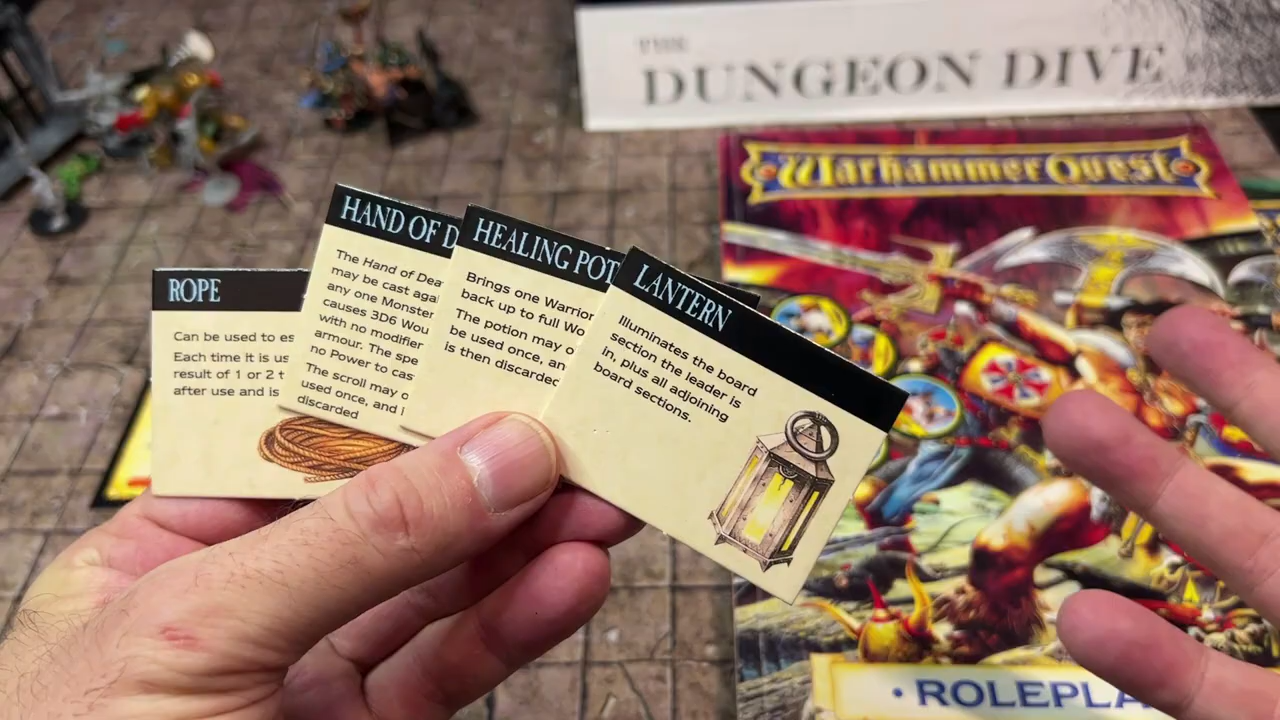 THE
DUNGEON DIVE
WarhammerQuest
ROPE
Can be used to es
Each time it is us
result of 1 or 2 t
after use and is
HAND OF D
The Hand of Dea
may be cast aga
any one Monster
causes 3D6 Wou
with no modifier
armour. The spe
no Power to cas
The scroll may o
used once, and i
discarded
HEALING POT
Brings one Warrior
back up to full Wo
The potion may o
be used once, an
is then discarded
LANTERN
Illuminates the board
section the leader is
in, plus all adjoining
board sections.
• ROLEPLA